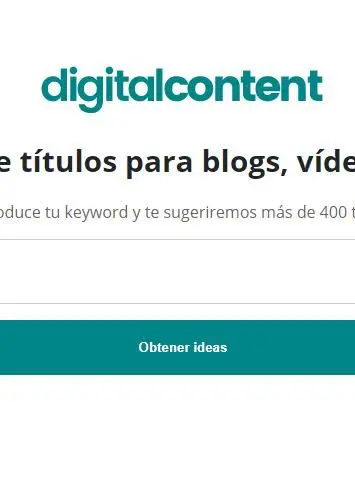 digitalcontent
e títulos para blogs, víde
oduce tu keyword y te sugeriremos más de 400 t
Obtener ideas